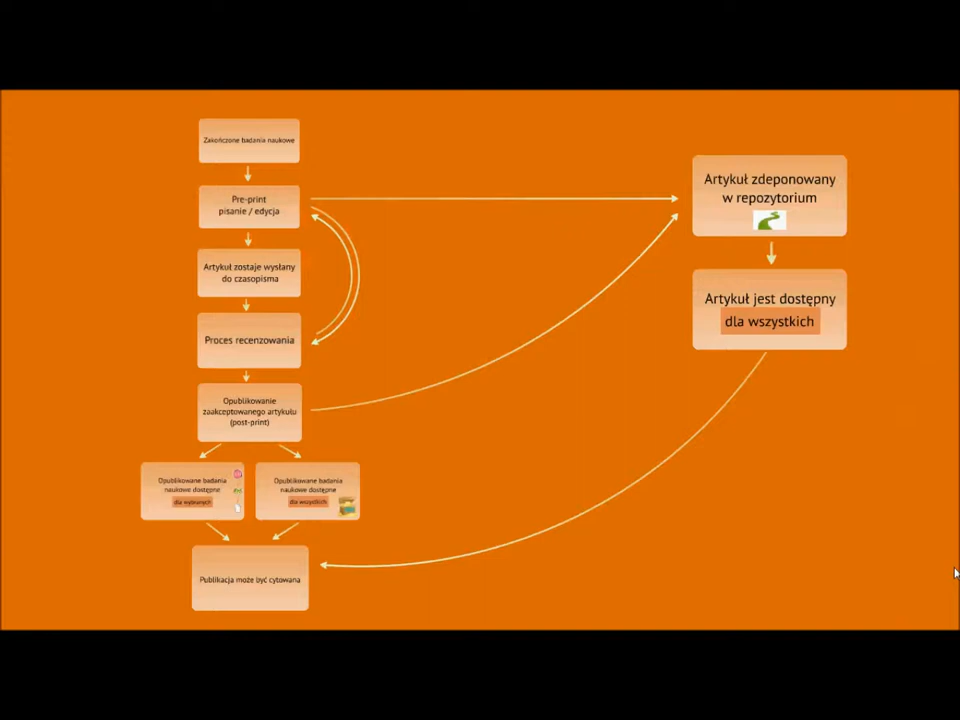 Zakończone badania naukowe
Pre-print
pisanie / edycja
Artykuł zostaje wysłany
do czasopisma
Proces recenzowania
Opublikowanie
zaakceptowanego artykułu
(post-print)
Opublikowane badania
naukowe dostępne
dla wybranych
Opublikowane badania
naukowe dostępne
dla wszystkich
Publikacja może być cytowana
Artykuł zdeponowany
w repozytorium
Artykuł jest dostępny
dla wszystkich